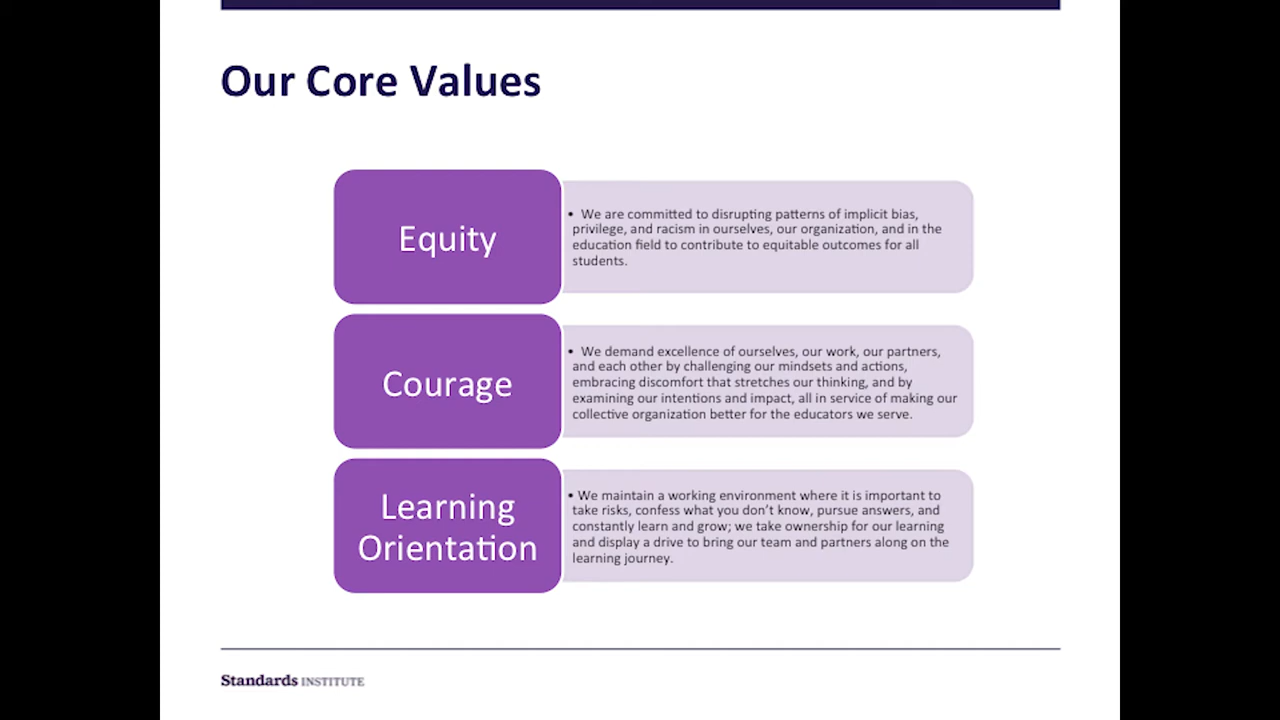 Our Core Values
Equity
• We are committed to disrupting patterns of implicit bias,
privilege, and racism in ourselves, our organization, and in the
education field to contribute to equitable outcomes for all
students.
Courage
• We demand excellence of ourselves, our work, our partners,
and each other by challenging our mindsets and actions,
embracing discomfort that stretches our thinking, and by
examining our intentions and impact, all in service of making our
collective organization better for the educators we serve.
Learning
Orientation
• We maintain a working environment where it is important to
take risks, confess what you don’t know, pursue answers, and
constantly learn and grow; we take ownership for our learning
and display a drive to bring our team and partners along on the
learning journey.
Standards INSTITUTE